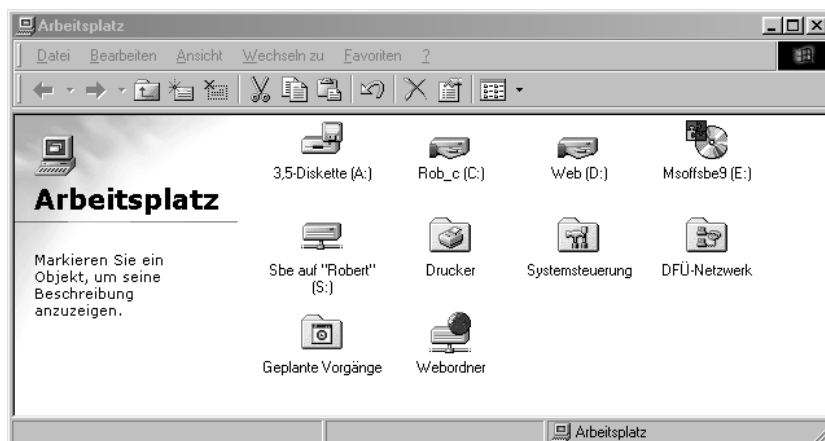 Arbeitsplatz
Datei Bearbeiten Ansicht Wechseln zu Favoriten ?
Arbeitsplatz
Markieren Sie ein
Objekt, um seine
Beschreibung
anzuzeigen.
3,5-Diskette (A:) Rob_c (C:) Web (D:) Msoffsbe9 (E:)
Sbe auf "Robert"
(S:)
Drucker Systemsteuerung DFÜ-Netzwerk
Geplante Vorgänge Webordner
Arbeitsplatz